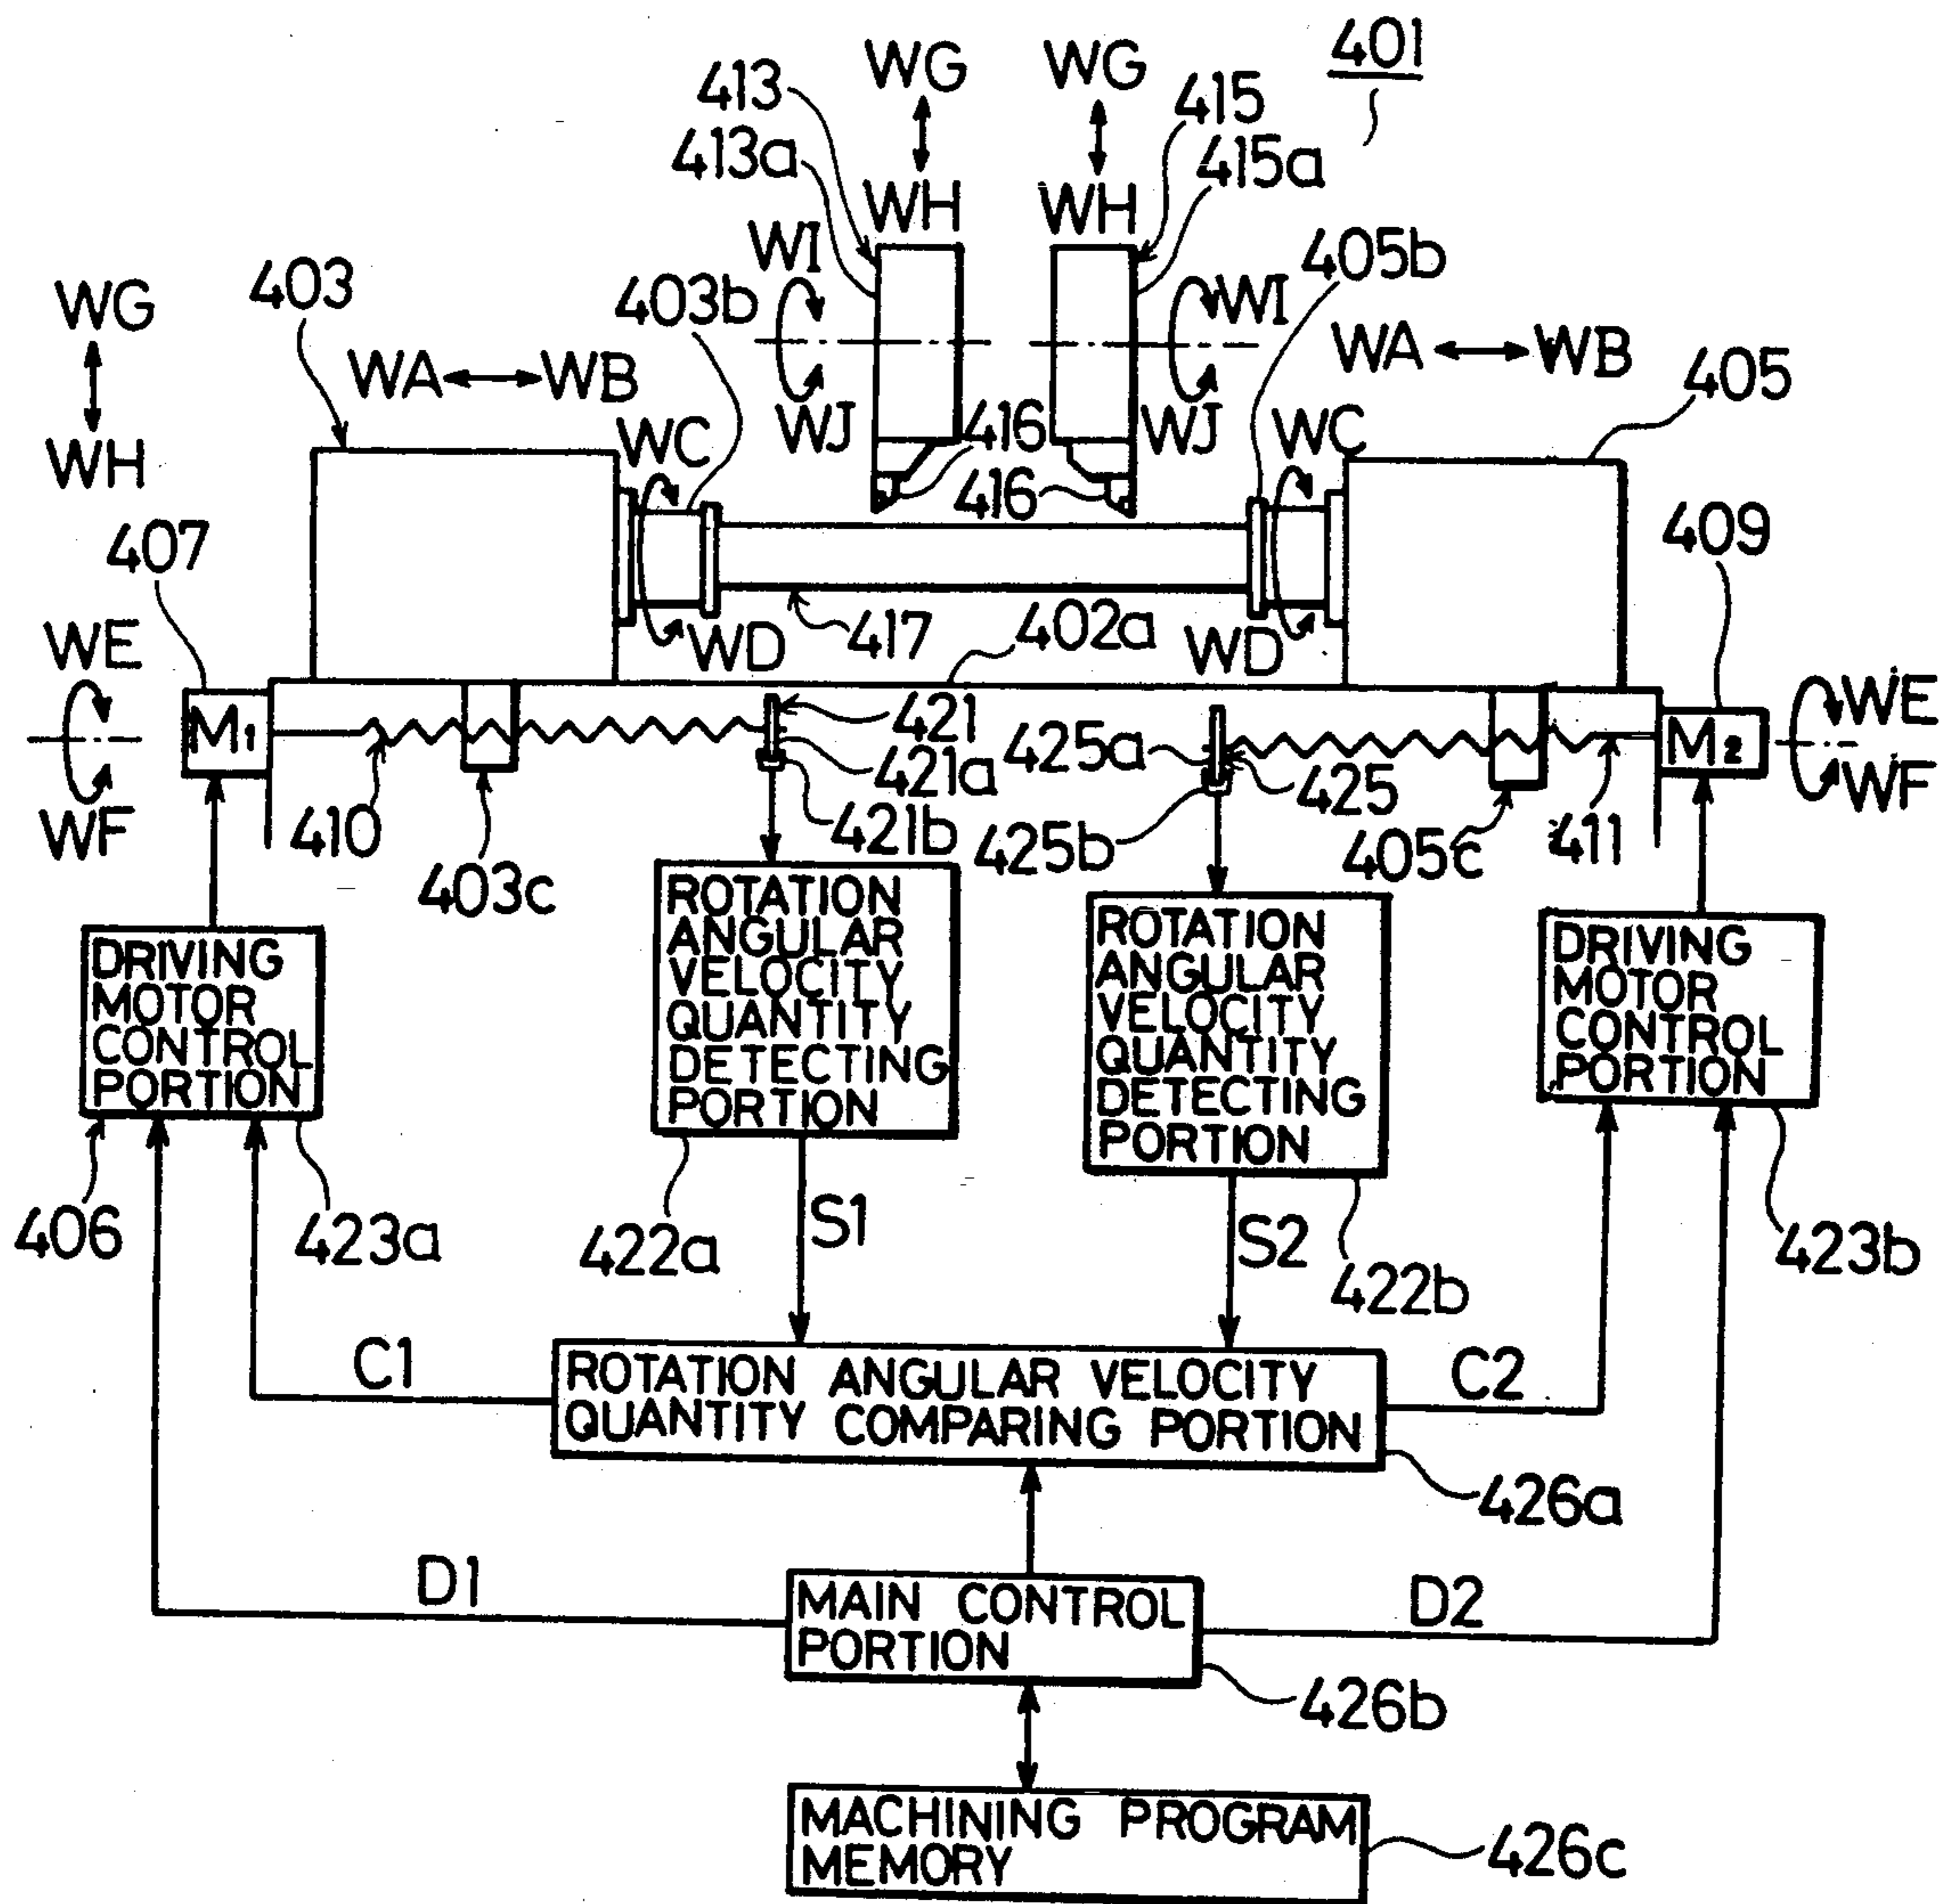 401
WG
WG
413
415
413a
415a
WH
WH
WI
405b
403
403b
WI
WG
WA
WB
WA
WB
405
WH
WC
WJ
416
WJ
WC
416
407
409
WE
WD
417
402a
WD
WE
M1
421
M2
421a
425a
425
WF
WF
410
421b
425b
405c
411
403c
ROTATION
ANGULAR
VELOCITY
QUANTITY
DETECTING
PORTION
ROTATION
ANGULAR
VELOCITY
QUANTITY
DETECTING
PORTION
DRIVING
MOTOR
CONTROL
PORTION
DRIVING
MOTOR
CONTROL
PORTION
406
423a
422a
S1
S2
422b
423b
C1
ROTATION ANGULAR VELOCITY
QUANTITY COMPARING PORTION
C2
426a
D1
MAIN CONTROL
PORTION
D2
426b
MACHINING PROGRAM
MEMORY
426c